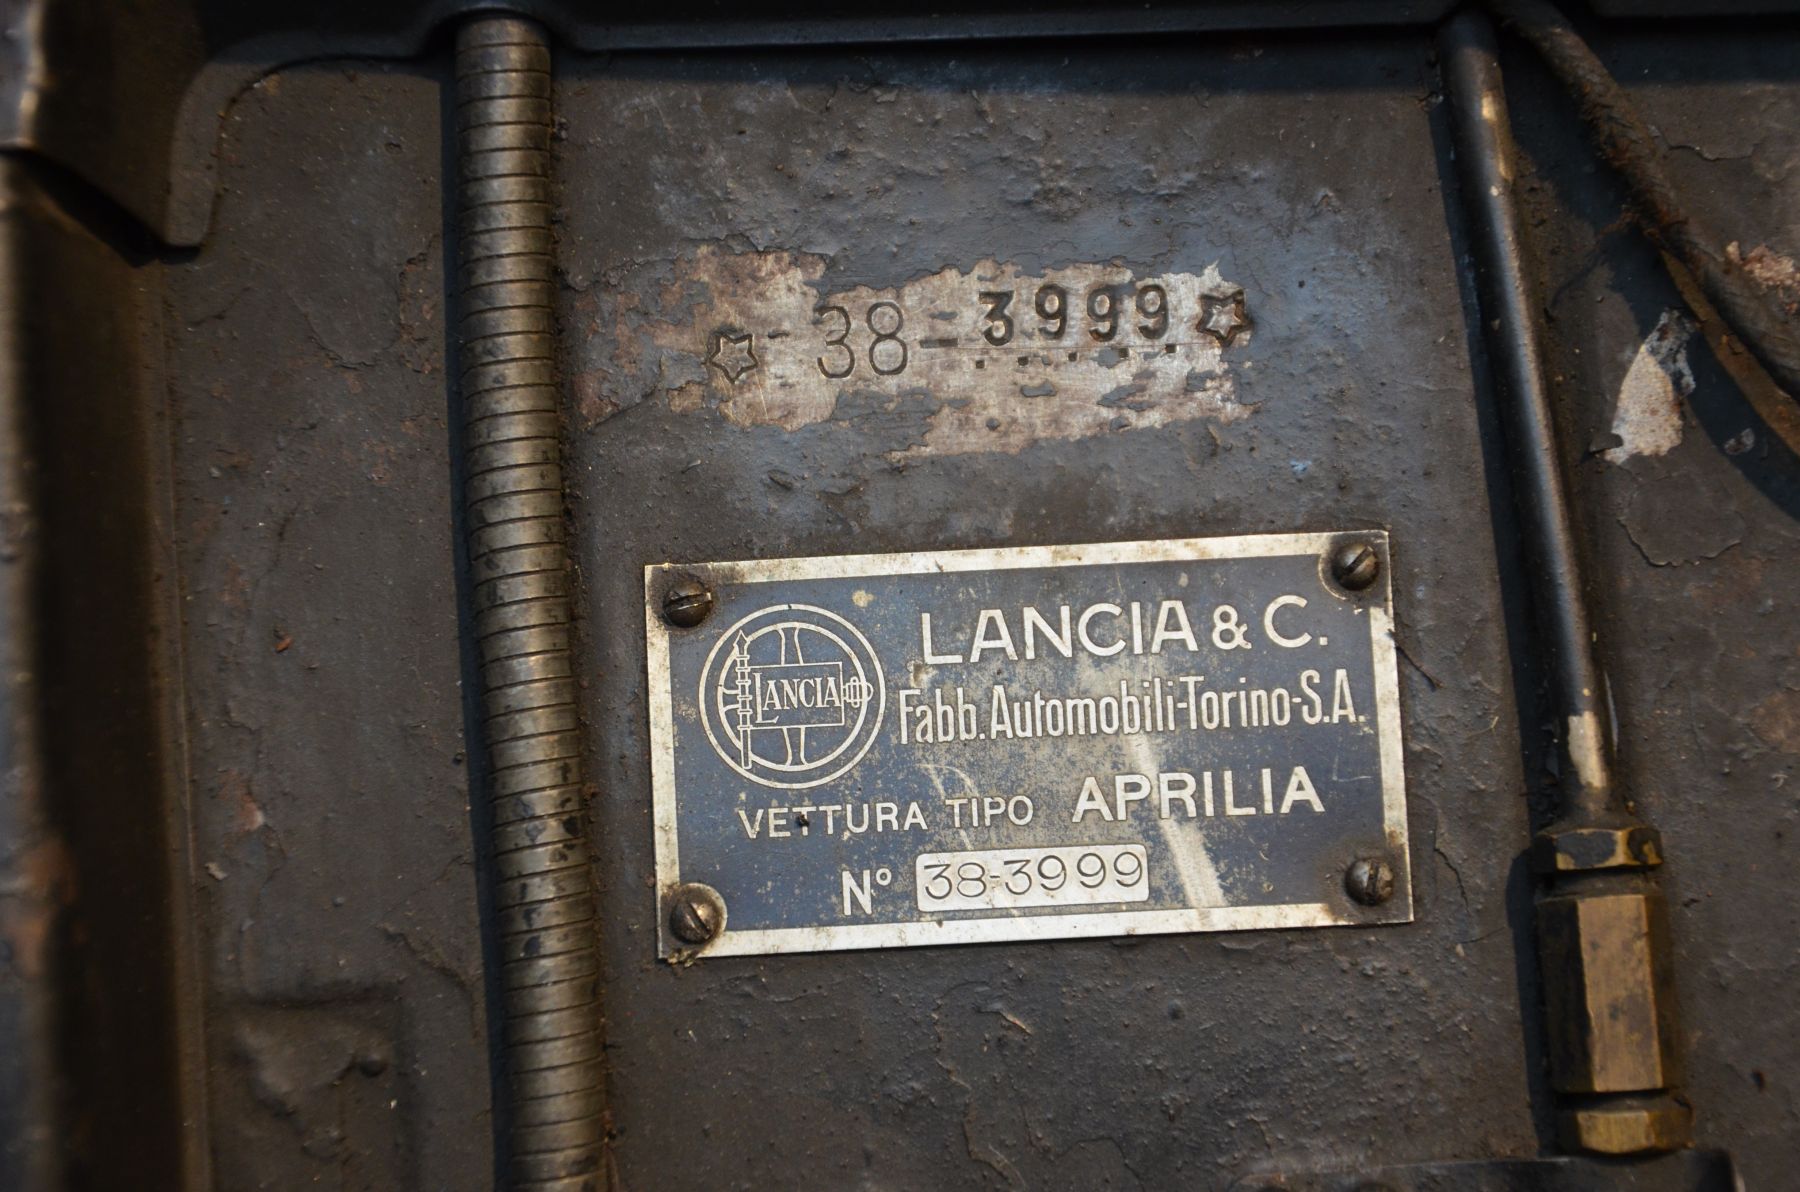 ☆ 38-3999 ☆
LANCIA
LANCIA & C.
Fabb. Automobili-Torino-S.A.
VETTURA TIPO APRILIA
N° 38-3999